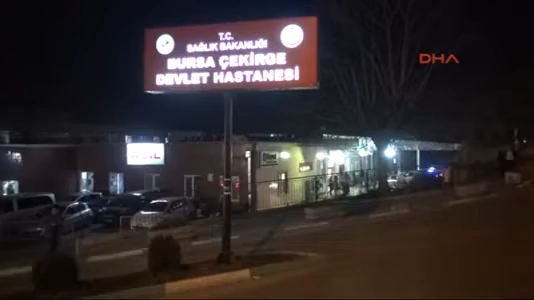 T.C.
SAĞLIK BAKANLIĞI
BURSA ÇEKİRGE
DEVLET HASTANESİ
DHA